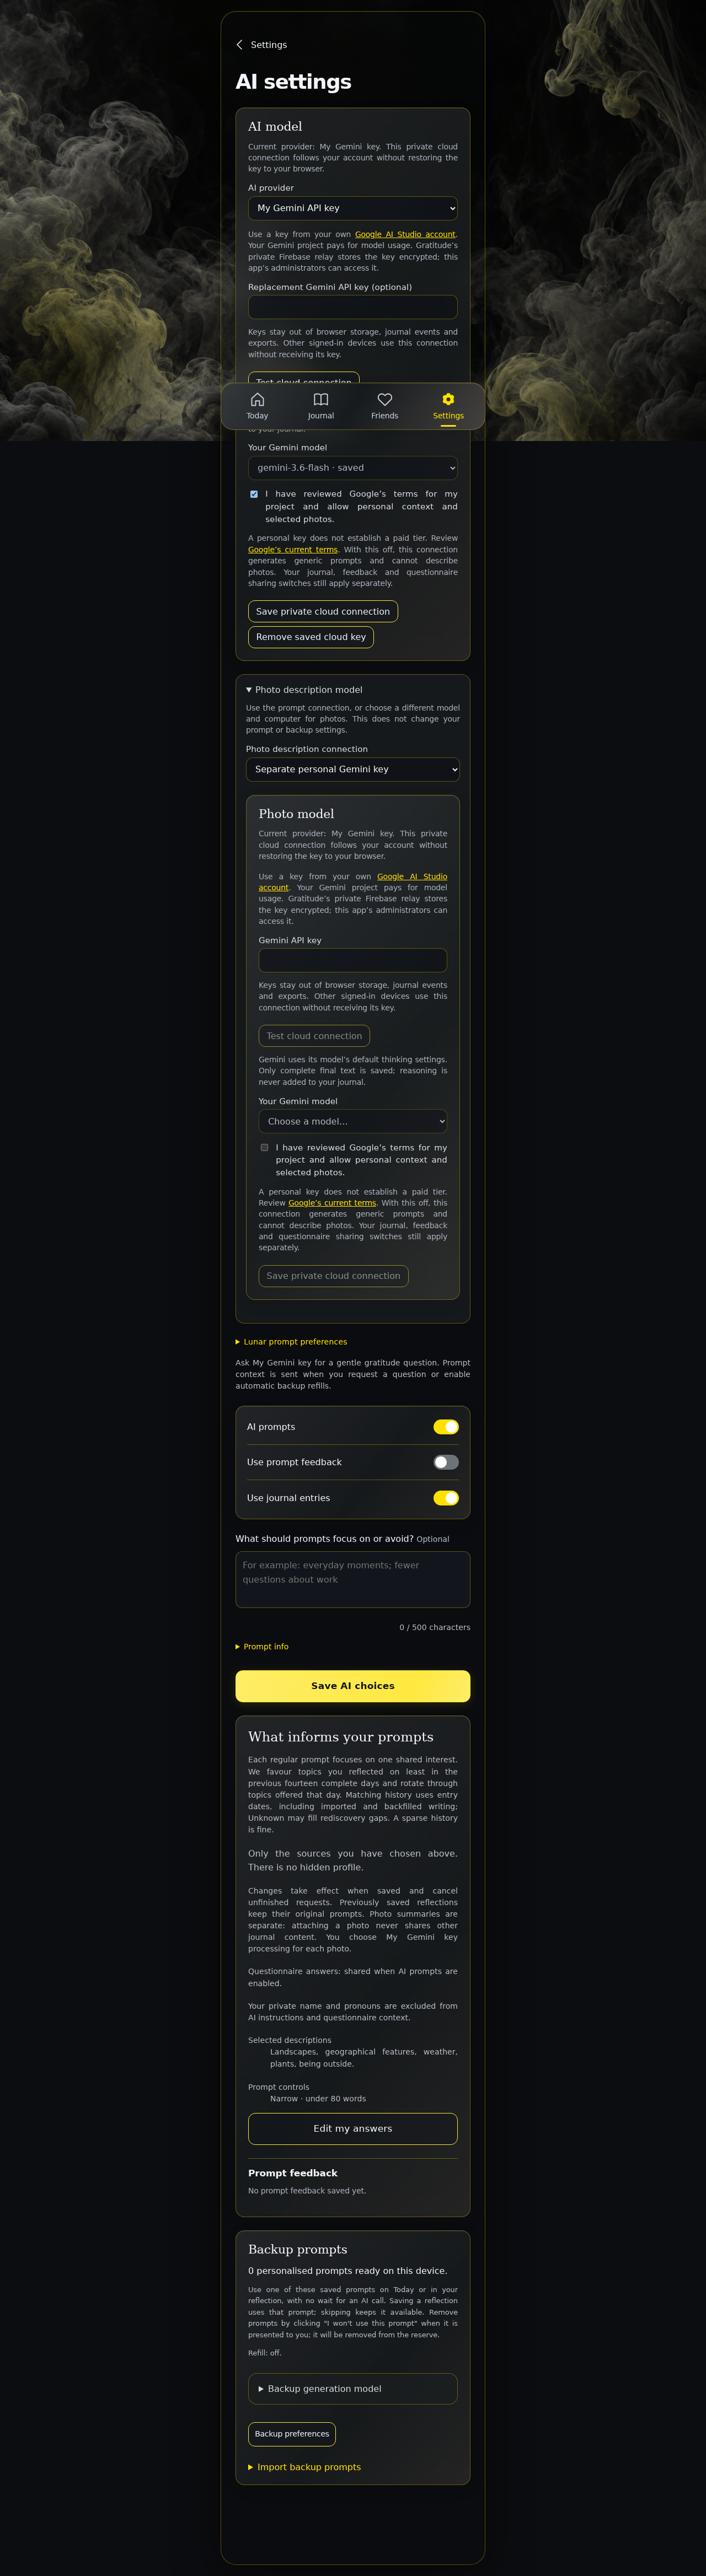 Settings
AI settings
AI model
Current provider: My Gemini key. This private cloud
connection follows your account without restoring the
key to your browser.
AI provider
My Gemini API key
Use a key from your own Google AI Studio account.
Your Gemini project pays for model usage. Gratitude’s
private Firebase relay stores the key encrypted; this
app’s administrators can access it.
Replacement Gemini API key (optional)
Keys stay out of browser storage, journal events and
exports. Other signed-in devices use this connection
without receiving its key.
Test cloud connection
Today
Journal
Friends
Settings
to your journal.
Your Gemini model
gemini-3.6-flash · saved
I have reviewed Google’s terms for my
project and allow personal context and
selected photos.
A personal key does not establish a paid tier. Review
Google’s current terms. With this off, this connection
generates generic prompts and cannot describe
photos. Your journal, feedback and questionnaire
sharing switches still apply separately.
Save private cloud connection
Remove saved cloud key
Photo description model
Use the prompt connection, or choose a different model
and computer for photos. This does not change your
prompt or backup settings.
Photo description connection
Separate personal Gemini key
Photo model
Current provider: My Gemini key. This private
cloud connection follows your account without
restoring the key to your browser.
Use a key from your own Google AI Studio
account. Your Gemini project pays for model
usage. Gratitude’s private Firebase relay stores
the key encrypted; this app’s administrators can
access it.
Gemini API key
Keys stay out of browser storage, journal events
and exports. Other signed-in devices use this
connection without receiving its key.
Test cloud connection
Gemini uses its model’s default thinking settings.
Only complete final text is saved; reasoning is
never added to your journal.
Your Gemini model
Choose a model…
I have reviewed Google’s terms for my
project and allow personal context and
selected photos.
A personal key does not establish a paid tier.
Review Google’s current terms. With this off, this
connection generates generic prompts and
cannot describe photos. Your journal, feedback
and questionnaire sharing switches still apply
separately.
Save private cloud connection
Lunar prompt preferences
Ask My Gemini key for a gentle gratitude question. Prompt
context is sent when you request a question or enable
automatic backup refills.
AI prompts
Use prompt feedback
Use journal entries
What should prompts focus on or avoid? Optional
For example: everyday moments; fewer
questions about work
0 / 500 characters
Prompt info
Save AI choices
What informs your prompts
Each regular prompt focuses on one shared interest.
We favour topics you reflected on least in the
previous fourteen complete days and rotate through
topics offered that day. Matching history uses entry
dates, including imported and backfilled writing;
Unknown may fill rediscovery gaps. A sparse history
is fine.
Only the sources you have chosen above.
There is no hidden profile.
Changes take effect when saved and cancel
unfinished requests. Previously saved reflections
keep their original prompts. Photo summaries are
separate: attaching a photo never shares other
journal content. You choose My Gemini key
processing for each photo.
Questionnaire answers: shared when AI prompts are
enabled.
Your private name and pronouns are excluded from
AI instructions and questionnaire context.
Selected descriptions
Landscapes, geographical features, weather,
plants, being outside.
Prompt controls
Narrow · under 80 words
Edit my answers
Prompt feedback
No prompt feedback saved yet.
Backup prompts
0 personalised prompts ready on this device.
Use one of these saved prompts on Today or in your
reflection, with no wait for an AI call. Saving a reflection
uses that prompt; skipping keeps it available. Remove
prompts by clicking "I won't use this prompt" when it is
presented to you; it will be removed from the reserve.
Refill: off.
Backup generation model
Backup preferences
Import backup prompts